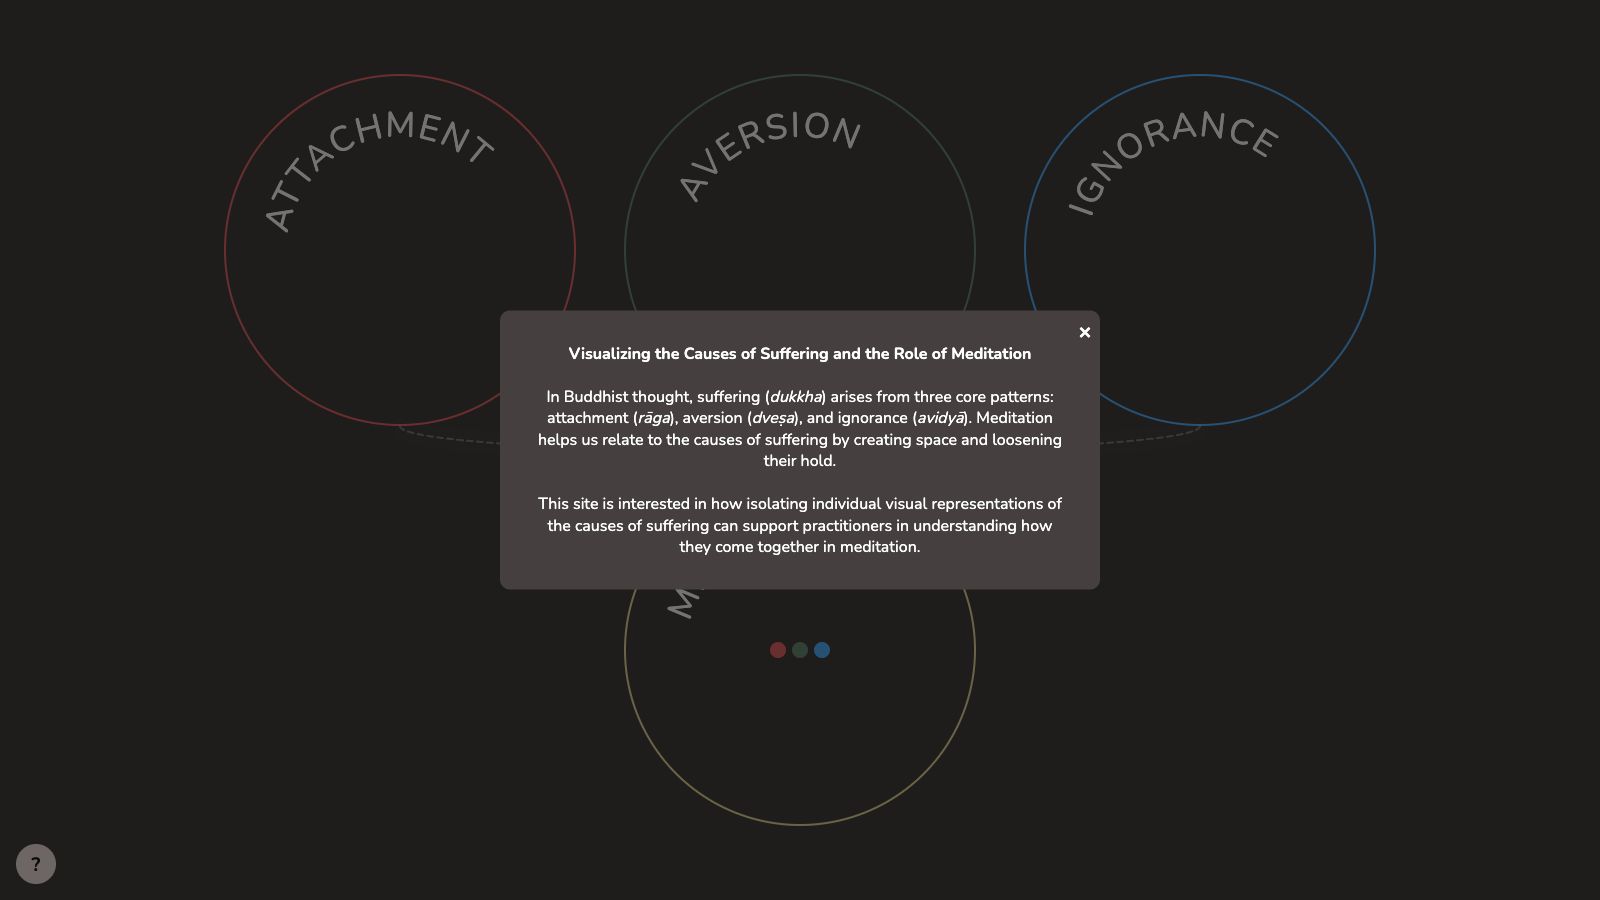 ATTACHMENT
AVERSION
IGNORANCE
×
Visualizing the Causes of Suffering and the Role of Meditation
In Buddhist thought, suffering (dukkha) arises from three core patterns:
attachment (rāga), aversion (dveṣa), and ignorance (avidyā). Meditation
helps us relate to the causes of suffering by creating space and loosening
their hold.
This site is interested in how isolating individual visual representations of
the causes of suffering can support practitioners in understanding how
they come together in meditation.
M
?